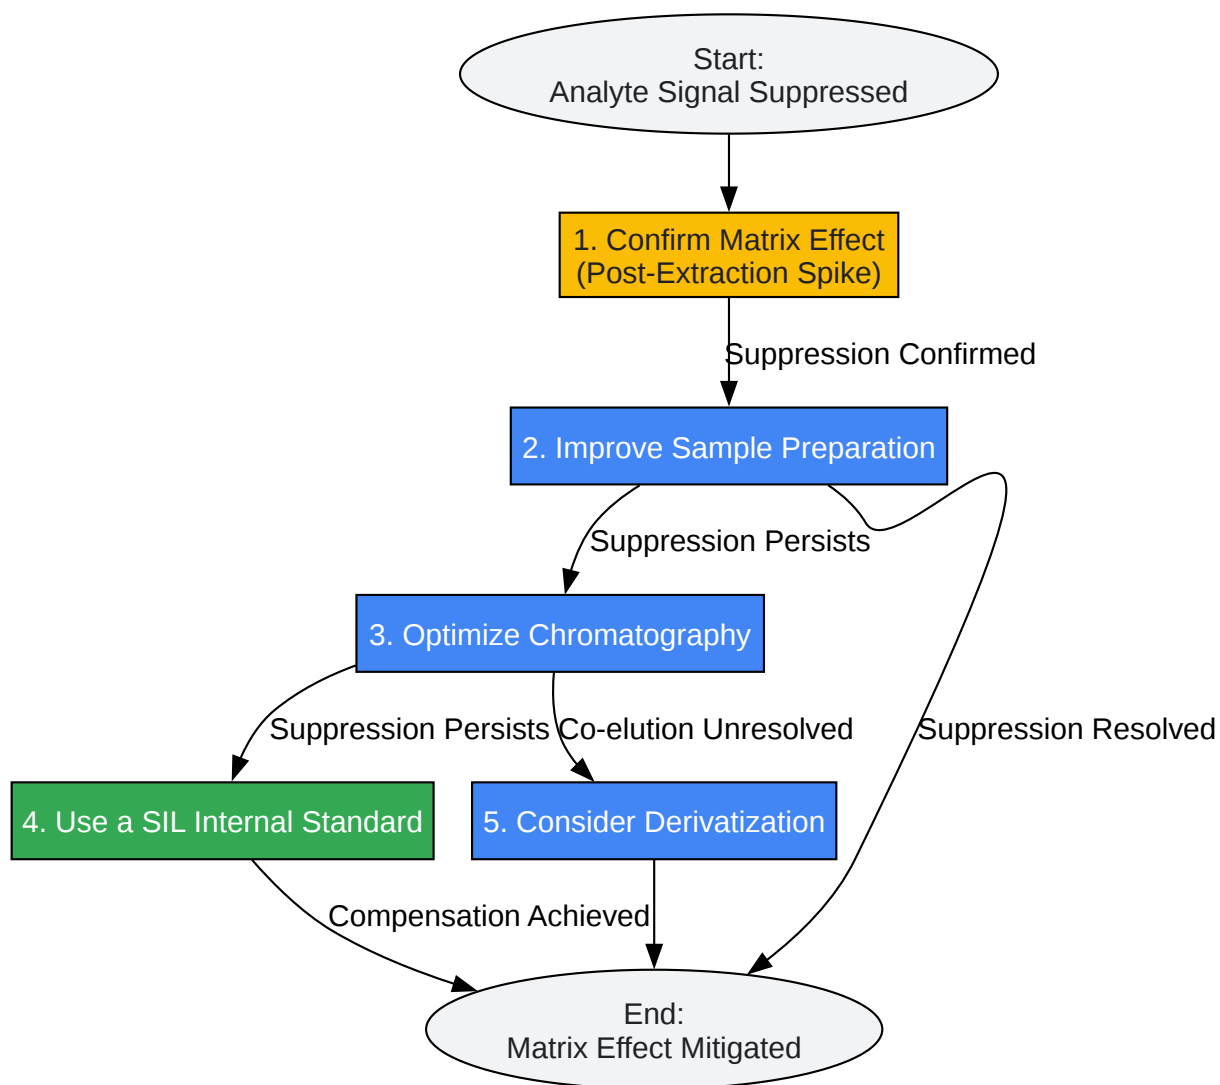 Start:
Analyte Signal Suppressed
1. Confirm Matrix Effect
(Post-Extraction Spike)
Suppression Confirmed
2. Improve Sample Preparation
Suppression Persists
3. Optimize Chromatography
Suppression Persists
Co-elution Unresolved
Suppression Resolved
4. Use a SIL Internal Standard
5. Consider Derivatization
Compensation Achieved
End:
Matrix Effect Mitigated